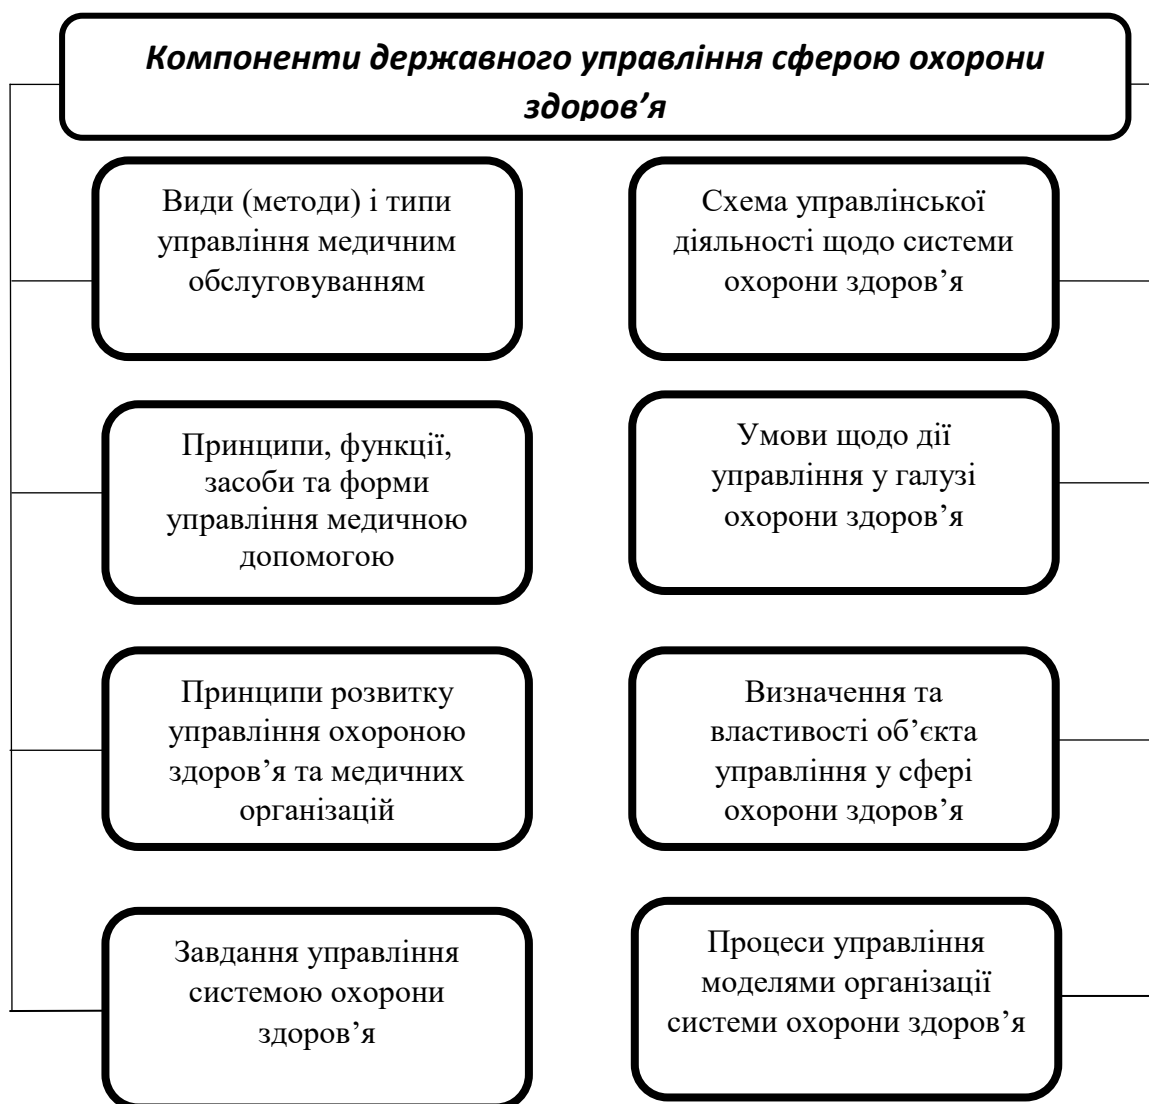 Компоненти державного управління сферою охорони
здоров’я
Види (методи) і типи
управління медичним
обслуговуванням
Схема управлінської
діяльності щодо системи
охорони здоров’я
Принципи, функції,
засоби та форми
управління медичною
допомогою
Умови щодо дії
управління у галузі
охорони здоров’я
Принципи розвитку
управління охороною
здоров’я та медичних
організацій
Визначення та
властивості об’єкта
управління у сфері
охорони здоров’я
Завдання управління
системою охорони
здоров’я
Процеси управління
моделями організації
системи охорони здоров’я